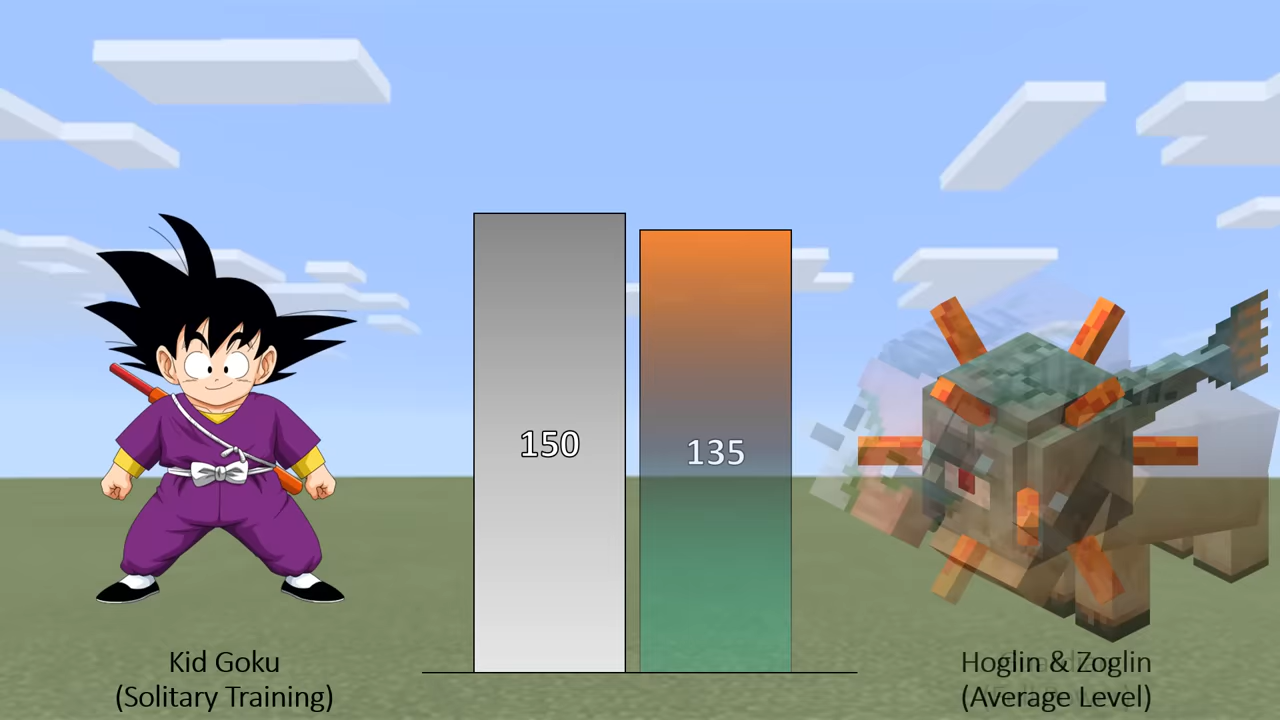 150
135
Kid Goku
(Solitary Training)
Hoglin & Zoglin
(Average Level)